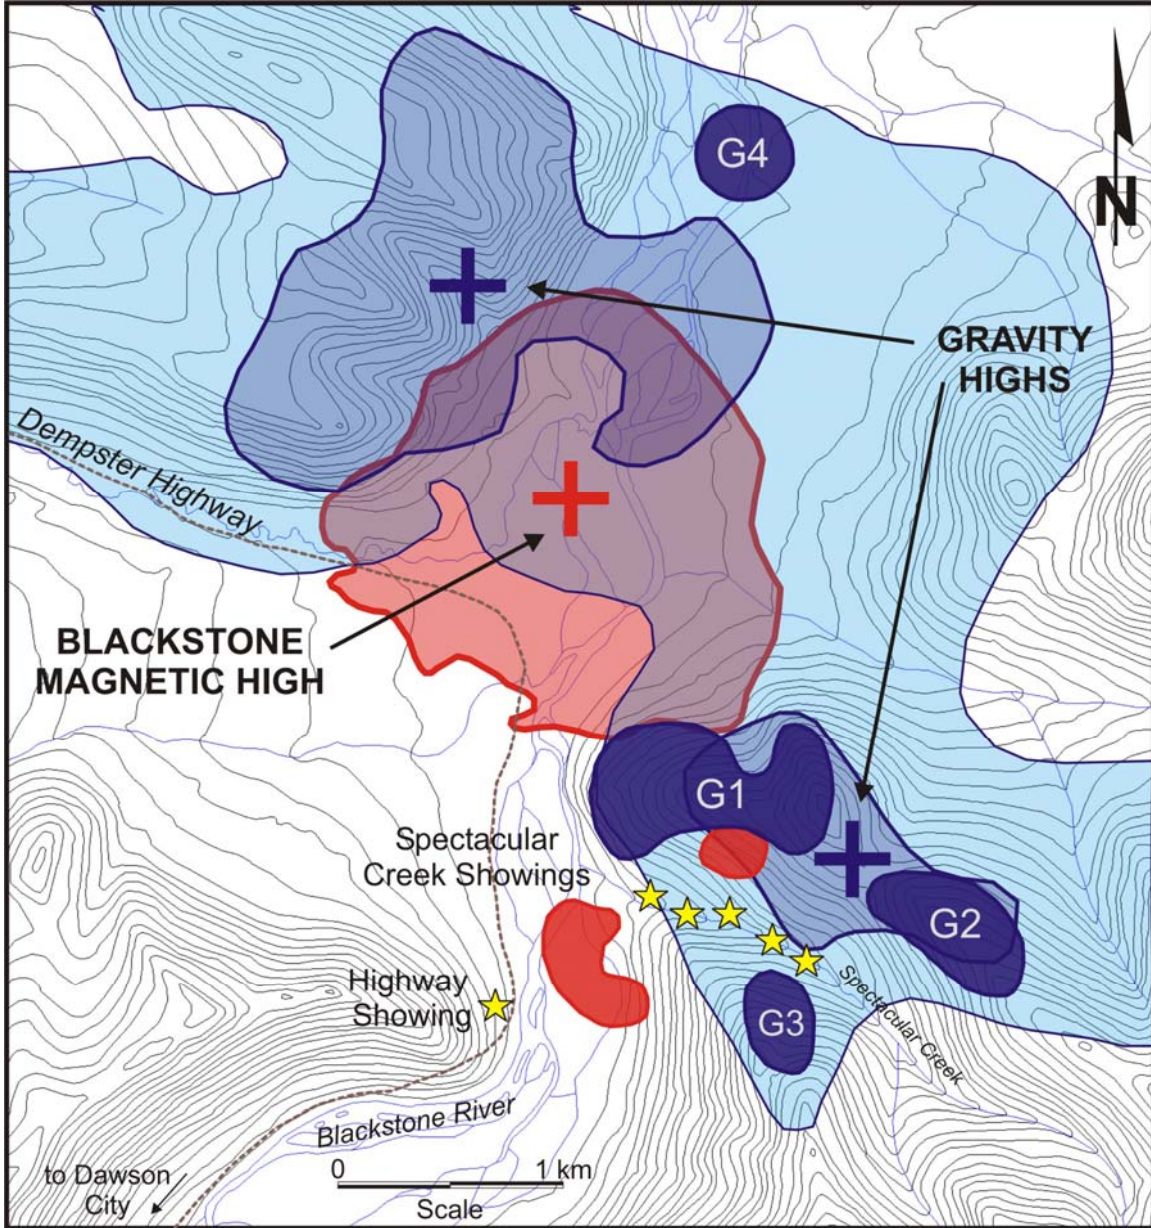 G4
N
GRAVITY
HIGHS
Dempster Highway
BLACKSTONE
MAGNETIC HIGH
G1
Spectacular
Creek Showings
G2
Highway
Showing
G3
Spectacular Creek
Blackstone River
to Dawson
City
0 1 km
Scale